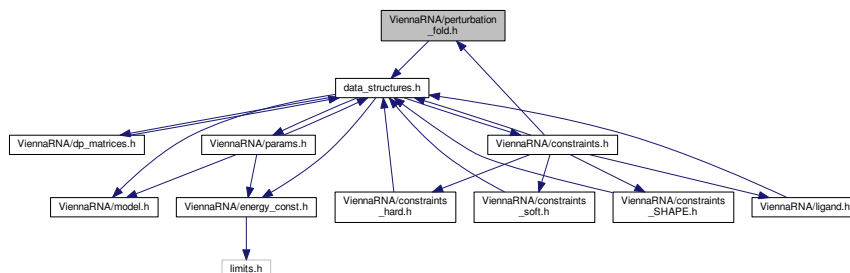 ViennaRNA/perturbation
_fold.h
data_structures.h
ViennaRNA/dp_matrices.h
ViennaRNA/params.h
ViennaRNA/constraints.h
ViennaRNA/model.h
ViennaRNA/energy_const.h
ViennaRNA/constraints
_hard.h
ViennaRNA/constraints
_soft.h
ViennaRNA/constraints
_SHAPE.h
ViennaRNA/ligand.h
limits.h